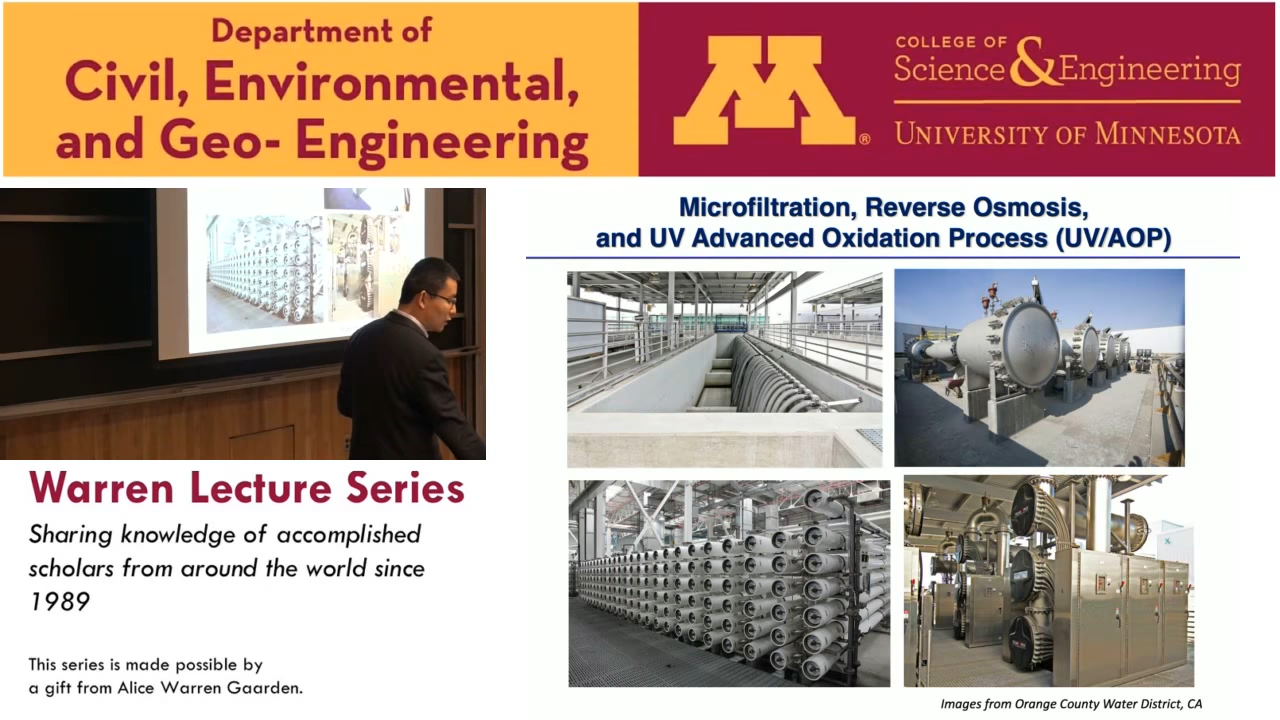 Department of
Civil, Environmental,
and Geo- Engineering
M®
COLLEGE OF
Science & Engineering
UNIVERSITY OF MINNESOTA
Microfiltration, Reverse Osmosis,
and UV Advanced Oxidation Process (UV/AOP)
Warren Lecture Series
Sharing knowledge of accomplished
scholars from around the world since
1989
This series is made possible by
a gift from Alice Warren Gaarden.
Images from Orange County Water District, CA